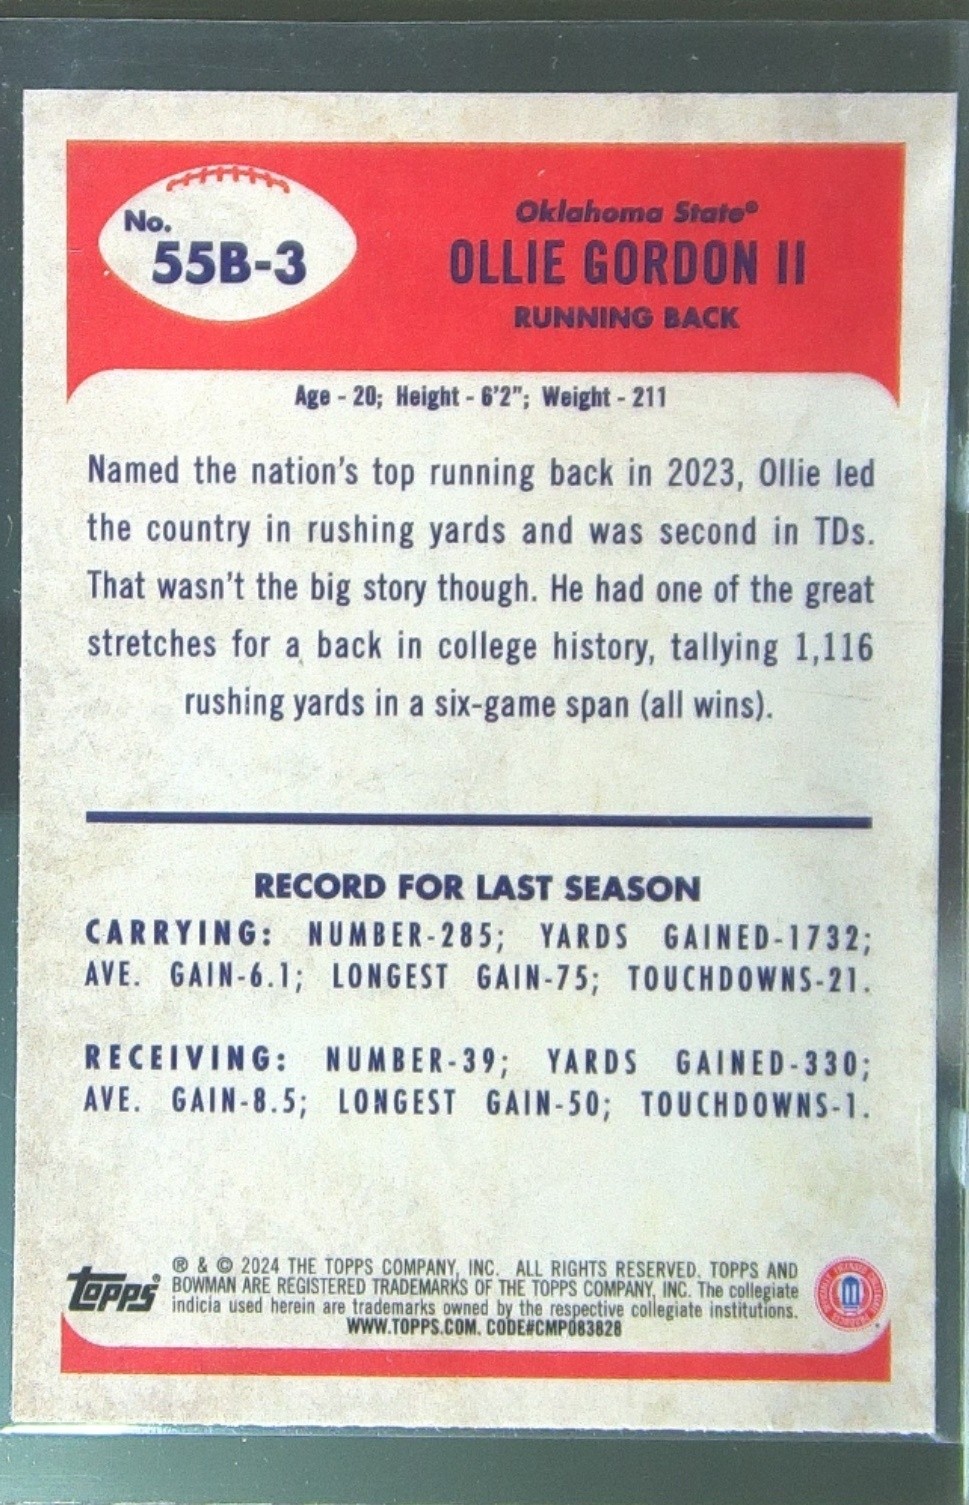 No.
55B-3
Oklahoma State®
OLLIE GORDON II
RUNNING BACK
Age - 20; Height - 6'2"; Weight - 211
Named the nation's top running back in 2023, Ollie led
the country in rushing yards and was second in TDs.
That wasn't the big story though. He had one of the great
stretches for a back in college history, tallying 1,116
rushing yards in a six-game span (all wins).
RECORD FOR LAST SEASON
CARRYING: NUMBER-285; YARDS GAINED-1732;
AVE. GAIN-6.1; LONGEST GAIN-75; TOUCHDOWNS-21.
RECEIVING: NUMBER-39; YARDS GAINED-330;
AVE. GAIN-8.5; LONGEST GAIN-50; TOUCHDOWNS-1.
topps®
® & © 2024 THE TOPPS COMPANY, INC. ALL RIGHTS RESERVED. TOPPS AND
BOWMAN ARE REGISTERED TRADEMARKS OF THE TOPPS COMPANY, INC. The collegiate
indicia used herein are trademarks owned by the respective collegiate institutions.
WWW.TOPPS.COM. CODE#CMP083828